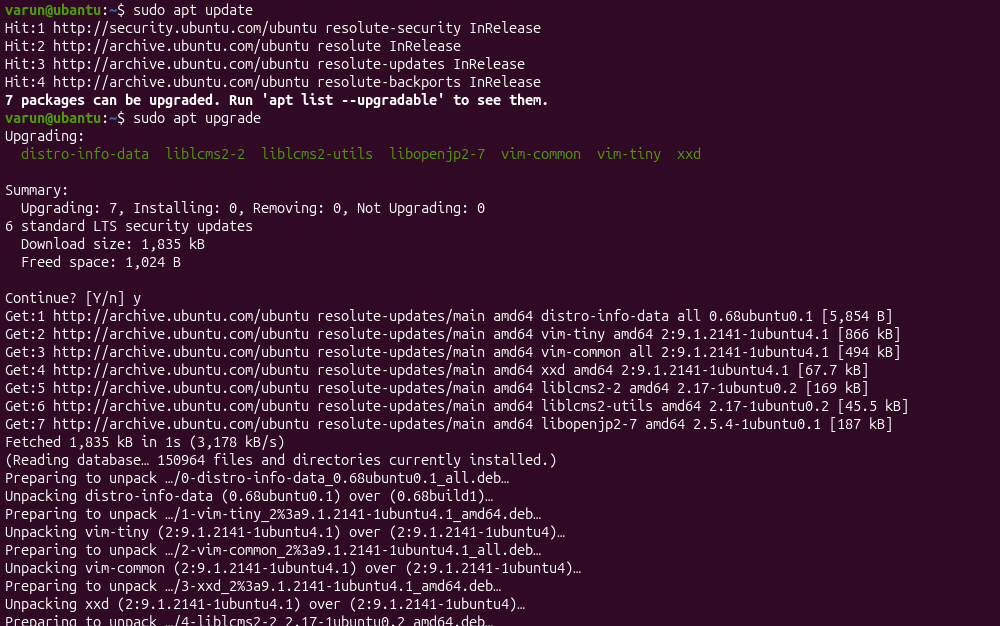 varun@ubantu:~$ sudo apt update
Hit:1 http://security.ubuntu.com/ubuntu resolute-security InRelease
Hit:2 http://archive.ubuntu.com/ubuntu resolute InRelease
Hit:3 http://archive.ubuntu.com/ubuntu resolute-updates InRelease
Hit:4 http://archive.ubuntu.com/ubuntu resolute-backports InRelease
7 packages can be upgraded. Run 'apt list --upgradable' to see them.
varun@ubantu:~$ sudo apt upgrade
Upgrading:
  distro-info-data  liblcms2-2  liblcms2-utils  libopenjp2-7  vim-common  vim-tiny  xxd
Summary:
  Upgrading: 7, Installing: 0, Removing: 0, Not Upgrading: 0
6 standard LTS security updates
  Download size: 1,835 kB
  Freed space: 1,024 B
Continue? [Y/n] y
Get:1 http://archive.ubuntu.com/ubuntu resolute-updates/main amd64 distro-info-data all 0.68ubuntu0.1 [5,854 B]
Get:2 http://archive.ubuntu.com/ubuntu resolute-updates/main amd64 vim-tiny amd64 2:9.1.2141-1ubuntu4.1 [866 kB]
Get:3 http://archive.ubuntu.com/ubuntu resolute-updates/main amd64 vim-common all 2:9.1.2141-1ubuntu4.1 [494 kB]
Get:4 http://archive.ubuntu.com/ubuntu resolute-updates/main amd64 xxd amd64 2:9.1.2141-1ubuntu4.1 [67.7 kB]
Get:5 http://archive.ubuntu.com/ubuntu resolute-updates/main amd64 liblcms2-2 amd64 2.17-1ubuntu0.2 [169 kB]
Get:6 http://archive.ubuntu.com/ubuntu resolute-updates/main amd64 liblcms2-utils amd64 2.17-1ubuntu0.2 [45.5 kB]
Get:7 http://archive.ubuntu.com/ubuntu resolute-updates/main amd64 libopenjp2-7 amd64 2.5.4-1ubuntu0.1 [187 kB]
Fetched 1,835 kB in 1s (3,178 kB/s)
(Reading database… 150964 files and directories currently installed.)
Preparing to unpack …/0-distro-info-data_0.68ubuntu0.1_all.deb…
Unpacking distro-info-data (0.68ubuntu0.1) over (0.68build1)…
Preparing to unpack …/1-vim-tiny_2%3a9.1.2141-1ubuntu4.1_amd64.deb…
Unpacking vim-tiny (2:9.1.2141-1ubuntu4.1) over (2:9.1.2141-1ubuntu4)…
Preparing to unpack …/2-vim-common_2%3a9.1.2141-1ubuntu4.1_all.deb…
Unpacking vim-common (2:9.1.2141-1ubuntu4.1) over (2:9.1.2141-1ubuntu4)…
Preparing to unpack …/3-xxd_2%3a9.1.2141-1ubuntu4.1_amd64.deb…
Unpacking xxd (2:9.1.2141-1ubuntu4.1) over (2:9.1.2141-1ubuntu4)…
Preparing to unpack …/4-liblcms2-2_2.17-1ubuntu0.2_amd64.deb…